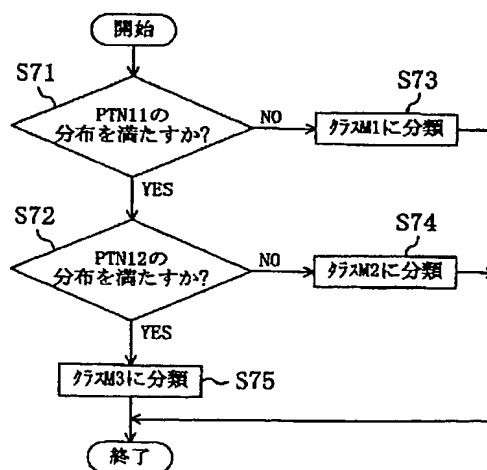 開始
S71
PTN11の
分布を満たすか?
NO
S73
クラスM1に分類
YES
S72
PTN12の
分布を満たすか?
NO
S74
クラスM2に分類
YES
クラスM3に分類
S75
終了